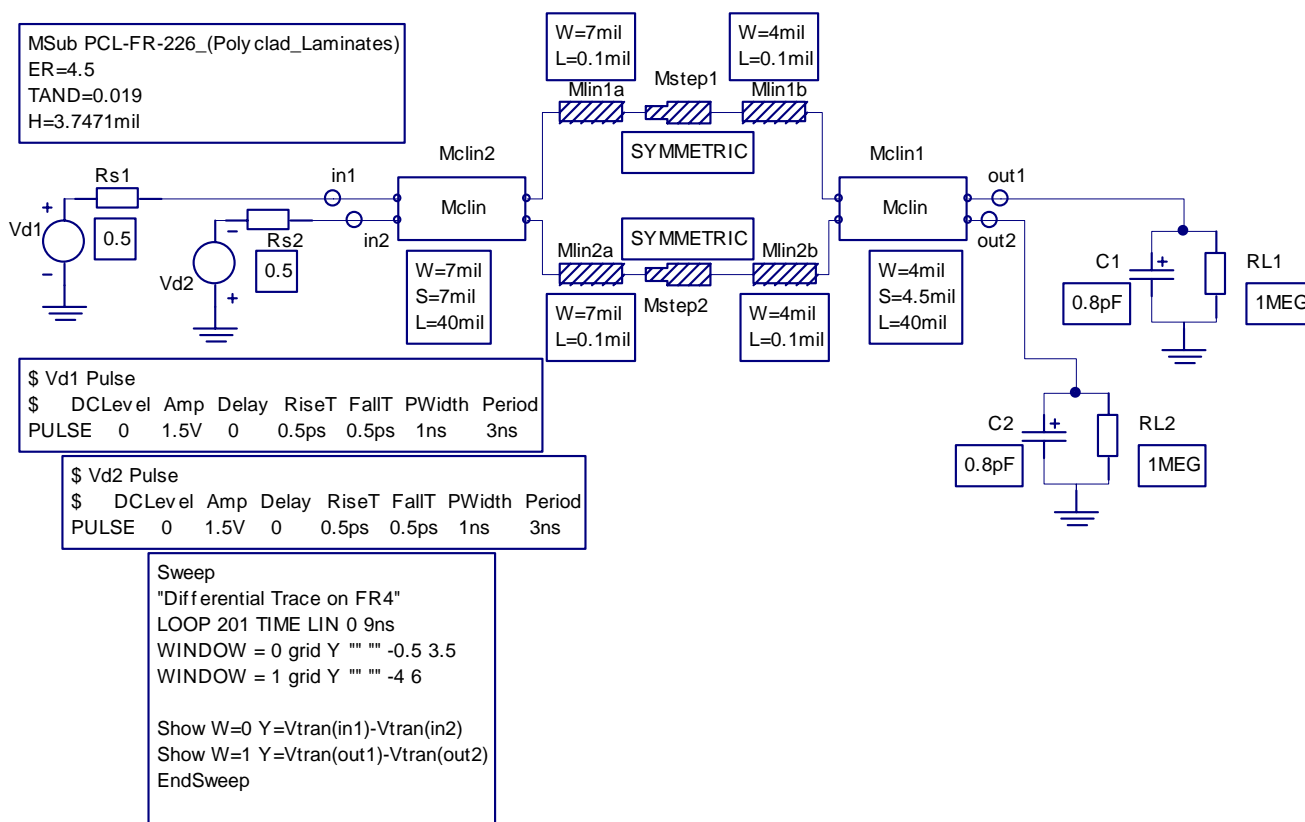 MSub PCL-FR-226_(Polyclad_Laminates)
ER=4.5
TAND=0.019
H=3.7471mil
W=7mil
L=0.1mil
Mlin1a
Mstep1
SYMMETRIC
W=4mil
L=0.1mil
Mlin1b
Rs1
0.5
Vd1
+
–
in1
Rs2
0.5
Vd2
–
+
in2
Mclin2
Mclin
W=7mil
S=7mil
L=40mil
SYMMETRIC
Mlin2a
W=7mil
L=0.1mil
Mstep2
Mlin2b
W=4mil
L=0.1mil
Mclin1
Mclin
W=4mil
S=4.5mil
L=40mil
out1
out2
C1
+
0.8pF
RL1
1MEG
C2
+
0.8pF
RL2
1MEG
$ Vd1 Pulse
$ DCLevel Amp Delay RiseT FallT PWidth Period
PULSE 0 1.5V 0 0.5ps 0.5ps 1ns 3ns
$ Vd2 Pulse
$ DCLevel Amp Delay RiseT FallT PWidth Period
PULSE 0 1.5V 0 0.5ps 0.5ps 1ns 3ns
Sweep
"Differential Trace on FR4"
LOOP 201 TIME LIN 0 9ns
WINDOW = 0 grid Y "" "" -0.5 3.5
WINDOW = 1 grid Y "" "" -4 6
Show W=0 Y=Vtran(in1)-Vtran(in2)
Show W=1 Y=Vtran(out1)-Vtran(out2)
EndSweep